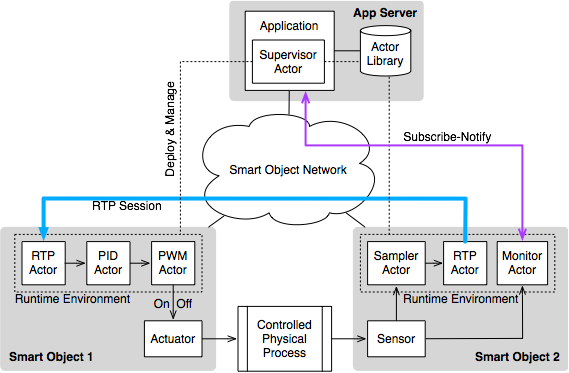 App Server
Application
Supervisor
Actor
Actor
Library
Deploy & Manage
Subscribe-Notify
Smart Object Network
RTP Session
RTP
Actor
PID
Actor
PWM
Actor
Runtime Environment
On
Off
Actuator
Smart Object 1
Controlled
Physical
Process
Sampler
Actor
RTP
Actor
Monitor
Actor
Runtime Environment
Sensor
Smart Object 2